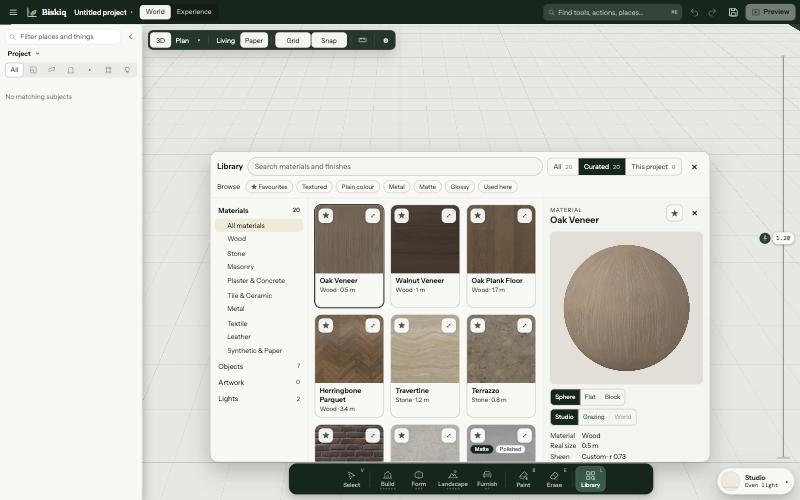 Biskiq Untitled project World Experience Find tools, actions, places... ⌘K Preview
Filter places and things
3D Plan Living Paper Grid Snap
Project
All
No matching subjects
Library Search materials and finishes All 20 Curated 20 This project 0
Browse Favourites Textured Plain colour Metal Matte Glossy Used here
Materials 20
All materials
Wood
Stone
Masonry
Plaster & Concrete
Tile & Ceramic
Metal
Textile
Leather
Synthetic & Paper
Objects 7
Artwork 0
Lights 2
Oak Veneer
Wood · 0.5 m
Walnut Veneer
Wood · 1 m
Oak Plank Floor
Wood · 1.7 m
Herringbone Parquet
Wood · 3.4 m
Travertine
Stone · 1.2 m
Terrazzo
Stone · 0.8 m
Matte Polished
MATERIAL
Oak Veneer
Sphere Flat Block
Studio Grazing World
Material Wood
Real size 0.5 m
Sheen Custom · r 0.73
1.20
Select V
Build
Form
Landscape
Furnish
Paint B
Erase E
Library L
Studio
Even light